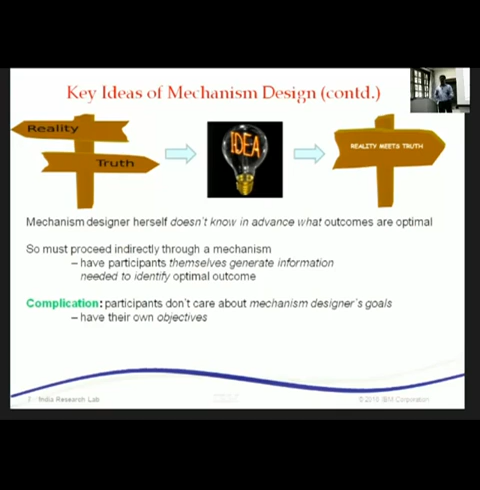 Key Ideas of Mechanism Design (contd.)
Reality
Truth
IDEA
REALITY MEETS TRUTH
Mechanism designer herself doesn't know in advance what outcomes are optimal
So must proceed indirectly through a mechanism
– have participants themselves generate information
needed to identify optimal outcome
Complication: participants don't care about mechanism designer's goals
– have their own objectives
India Research Lab
© 2010 IBM Corporation